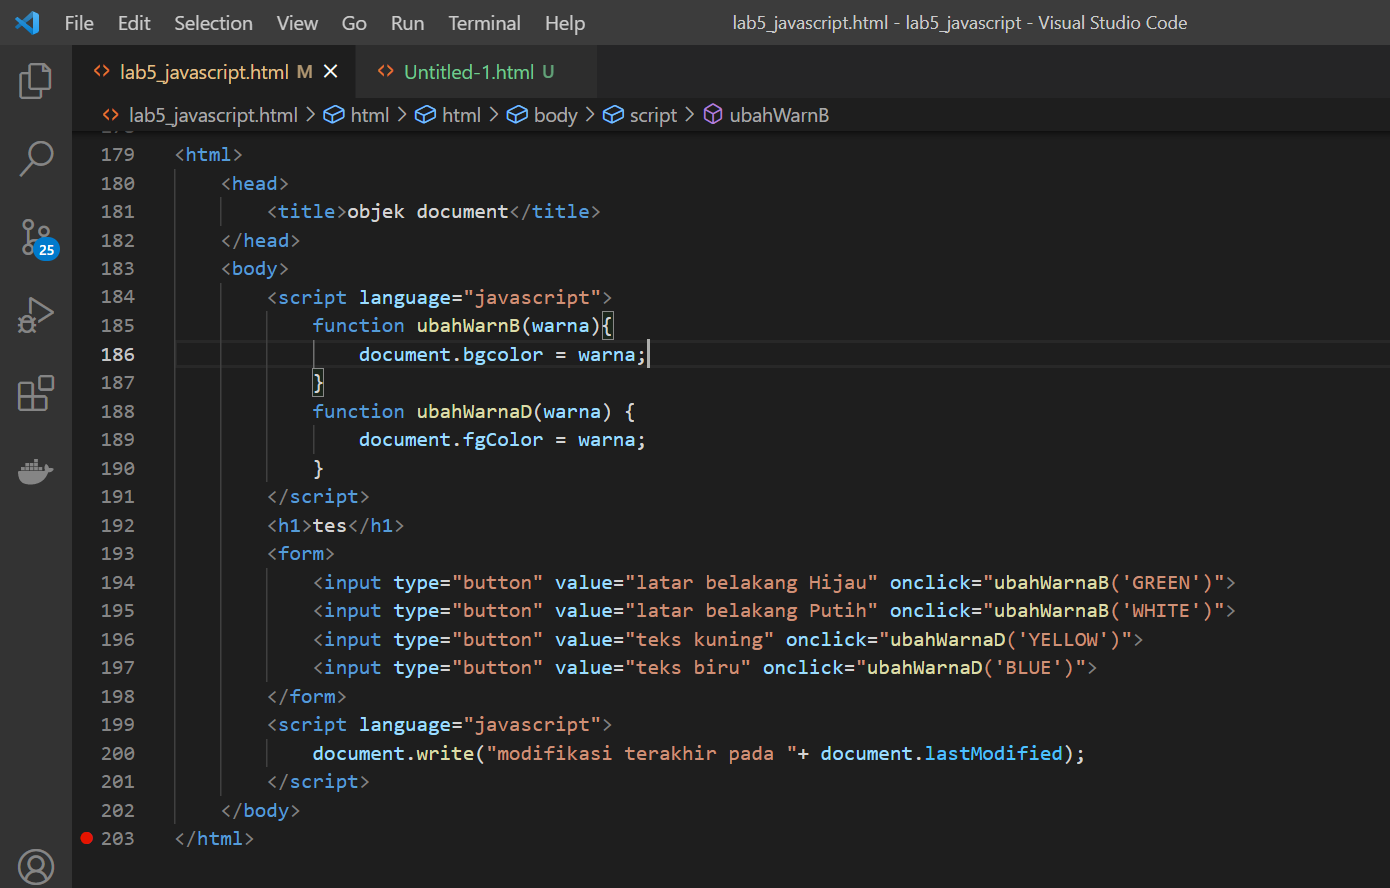 File Edit Selection View Go Run Terminal Help lab5_javascript.html - lab5_javascript - Visual Studio Code
lab5_javascript.html M Untitled-1.html U
lab5_javascript.html > html > html > body > script > ubahWarnB
179 <html>
180 <head>
181 <title>objek document</title>
182 </head>
183 <body>
184 <script language="javascript">
185 function ubahWarnB(warna){
186 document.bgcolor = warna;
187 }
188 function ubahWarnaD(warna) {
189 document.fgColor = warna;
190 }
191 </script>
192 <h1>tes</h1>
193 <form>
194 <input type="button" value="latar belakang Hijau" onclick="ubahWarnaB('GREEN')">
195 <input type="button" value="latar belakang Putih" onclick="ubahWarnaB('WHITE')">
196 <input type="button" value="teks kuning" onclick="ubahWarnaD('YELLOW')">
197 <input type="button" value="teks biru" onclick="ubahWarnaD('BLUE')">
198 </form>
199 <script language="javascript">
200 document.write("modifikasi terakhir pada "+ document.lastModified);
201 </script>
202 </body>
203 </html>
25